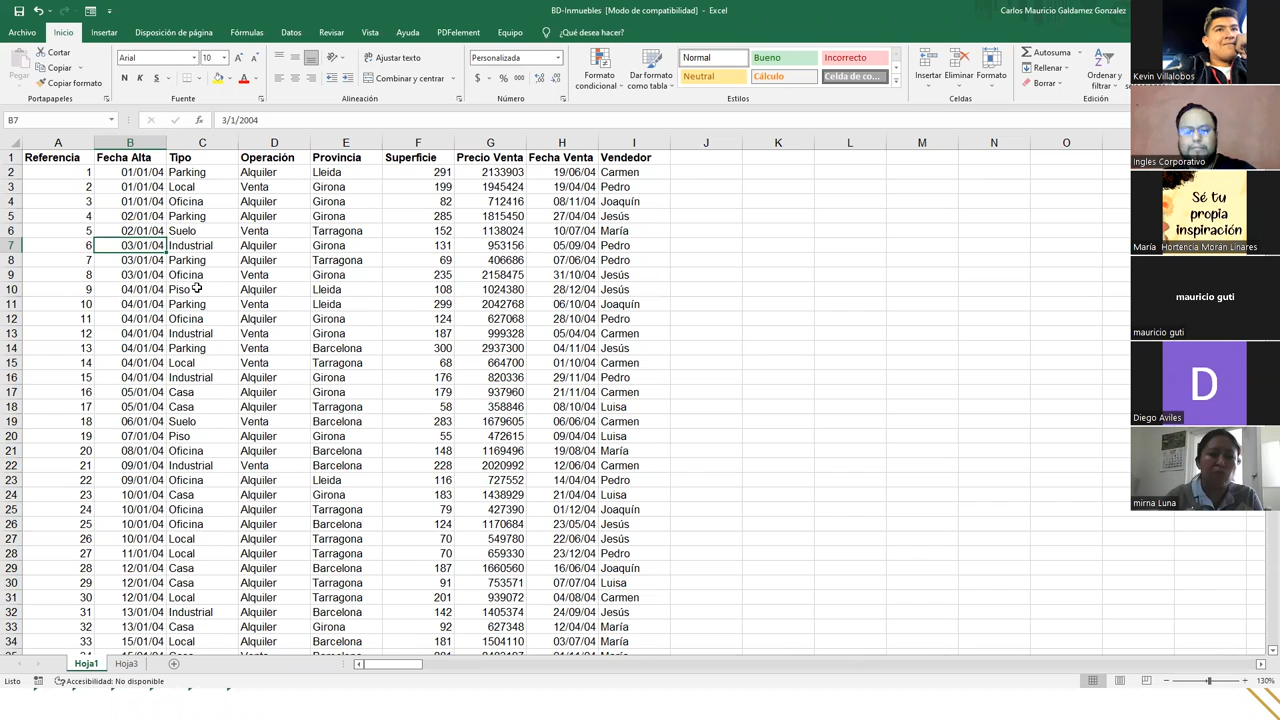 BD-Inmuebles [Modo de compatibilidad] - Excel
Carlos Mauricio Galdamez Gonzalez
Archivo Inicio Insertar Disposición de página Fórmulas Datos Revisar Vista Ayuda PDFelement Equipo ¿Qué desea hacer?
Pegar
Cortar
Copiar
Copiar formato
Portapapeles
Arial 10
N K S
Fuente
Ajustar texto
Combinar y centrar
Alineación
Personalizada
$ % 000
Número
Formato condicional
Dar formato como tabla
Normal Bueno Incorrecto
Neutral Cálculo Celda de co...
Estilos
Insertar Eliminar Formato
Celdas
Autosuma
Rellenar
Borrar
Ordenar y filtrar
Edición
B7 fx 3/1/2004
A B C D E F G H I J K L M N O
1 Referencia Fecha Alta Tipo Operación Provincia Superficie Precio Venta Fecha Venta Vendedor
2 1 01/01/04 Parking Alquiler Lleida 291 2133903 19/06/04 Carmen
3 2 01/01/04 Local Venta Girona 199 1945424 19/04/04 Pedro
4 3 01/01/04 Oficina Alquiler Girona 82 712416 08/11/04 Joaquín
5 4 02/01/04 Parking Alquiler Girona 285 1815450 27/04/04 Jesús
6 5 02/01/04 Suelo Venta Tarragona 152 1138024 10/07/04 María
7 6 03/01/04 Industrial Alquiler Girona 131 953156 05/09/04 Pedro
8 7 03/01/04 Parking Alquiler Tarragona 69 406686 07/06/04 Pedro
9 8 03/01/04 Oficina Venta Girona 235 2158475 31/10/04 Jesús
10 9 04/01/04 Piso Alquiler Lleida 108 1024380 28/12/04 Jesús
11 10 04/01/04 Parking Venta Lleida 299 2042768 06/10/04 Joaquín
12 11 04/01/04 Oficina Alquiler Girona 124 627068 28/10/04 Pedro
13 12 04/01/04 Industrial Venta Girona 187 999328 05/04/04 Carmen
14 13 04/01/04 Parking Venta Barcelona 300 2937300 04/11/04 Jesús
15 14 04/01/04 Local Venta Tarragona 68 664700 01/10/04 Carmen
16 15 04/01/04 Industrial Alquiler Girona 176 820336 29/11/04 Pedro
17 16 05/01/04 Casa Alquiler Girona 179 937960 21/11/04 Carmen
18 17 05/01/04 Casa Alquiler Tarragona 58 358846 08/10/04 Luisa
19 18 06/01/04 Suelo Venta Barcelona 283 1679605 06/06/04 Carmen
20 19 07/01/04 Piso Alquiler Girona 55 472615 09/04/04 Luisa
21 20 08/01/04 Oficina Alquiler Barcelona 148 1169496 19/08/04 María
22 21 09/01/04 Industrial Venta Barcelona 228 2020992 12/06/04 Carmen
23 22 09/01/04 Oficina Alquiler Lleida 116 727552 14/04/04 Pedro
24 23 10/01/04 Casa Alquiler Girona 183 1438929 21/04/04 Luisa
25 24 10/01/04 Oficina Alquiler Tarragona 79 427390 01/12/04 Joaquín
26 25 10/01/04 Oficina Alquiler Barcelona 124 1170684 23/05/04 Jesús
27 26 10/01/04 Local Alquiler Tarragona 70 549780 22/06/04 Jesús
28 27 11/01/04 Local Alquiler Tarragona 70 659330 23/12/04 Pedro
29 28 12/01/04 Casa Alquiler Barcelona 187 1660560 16/06/04 Joaquín
30 29 12/01/04 Casa Alquiler Tarragona 91 753571 07/07/04 Luisa
31 30 12/01/04 Local Alquiler Tarragona 201 939072 04/08/04 Carmen
32 31 13/01/04 Industrial Alquiler Barcelona 142 1405374 24/09/04 Jesús
33 32 13/01/04 Casa Alquiler Girona 92 627348 12/04/04 María
34 33 15/01/04 Local Alquiler Barcelona 181 1504110 03/07/04 María
Hoja1 Hoja3
Listo Accesibilidad: No disponible 130%
Kevin Villalobos
Ingles Corporativo
Sé tu
propia
inspiración
María Hortencia Morán Linares
mauricio guti
mauricio guti
D
Diego Aviles
mirna Luna